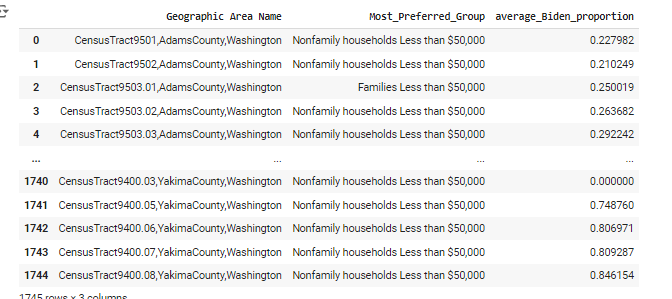 Geographic Area Name Most_Preferred_Group average_Biden_proportion
0 CensusTract9501,AdamsCounty,Washington Nonfamily households Less than $50,000 0.227982
1 CensusTract9502,AdamsCounty,Washington Nonfamily households Less than $50,000 0.210249
2 CensusTract9503.01,AdamsCounty,Washington Families Less than $50,000 0.250019
3 CensusTract9503.02,AdamsCounty,Washington Nonfamily households Less than $50,000 0.263682
4 CensusTract9503.03,AdamsCounty,Washington Nonfamily households Less than $50,000 0.292242
... ... ... ...
1740 CensusTract9400.03,YakimaCounty,Washington Nonfamily households Less than $50,000 0.000000
1741 CensusTract9400.05,YakimaCounty,Washington Nonfamily households Less than $50,000 0.748760
1742 CensusTract9400.06,YakimaCounty,Washington Nonfamily households Less than $50,000 0.806971
1743 CensusTract9400.07,YakimaCounty,Washington Nonfamily households Less than $50,000 0.809287
1744 CensusTract9400.08,YakimaCounty,Washington Nonfamily households Less than $50,000 0.846154
1745 rows x 3 columns